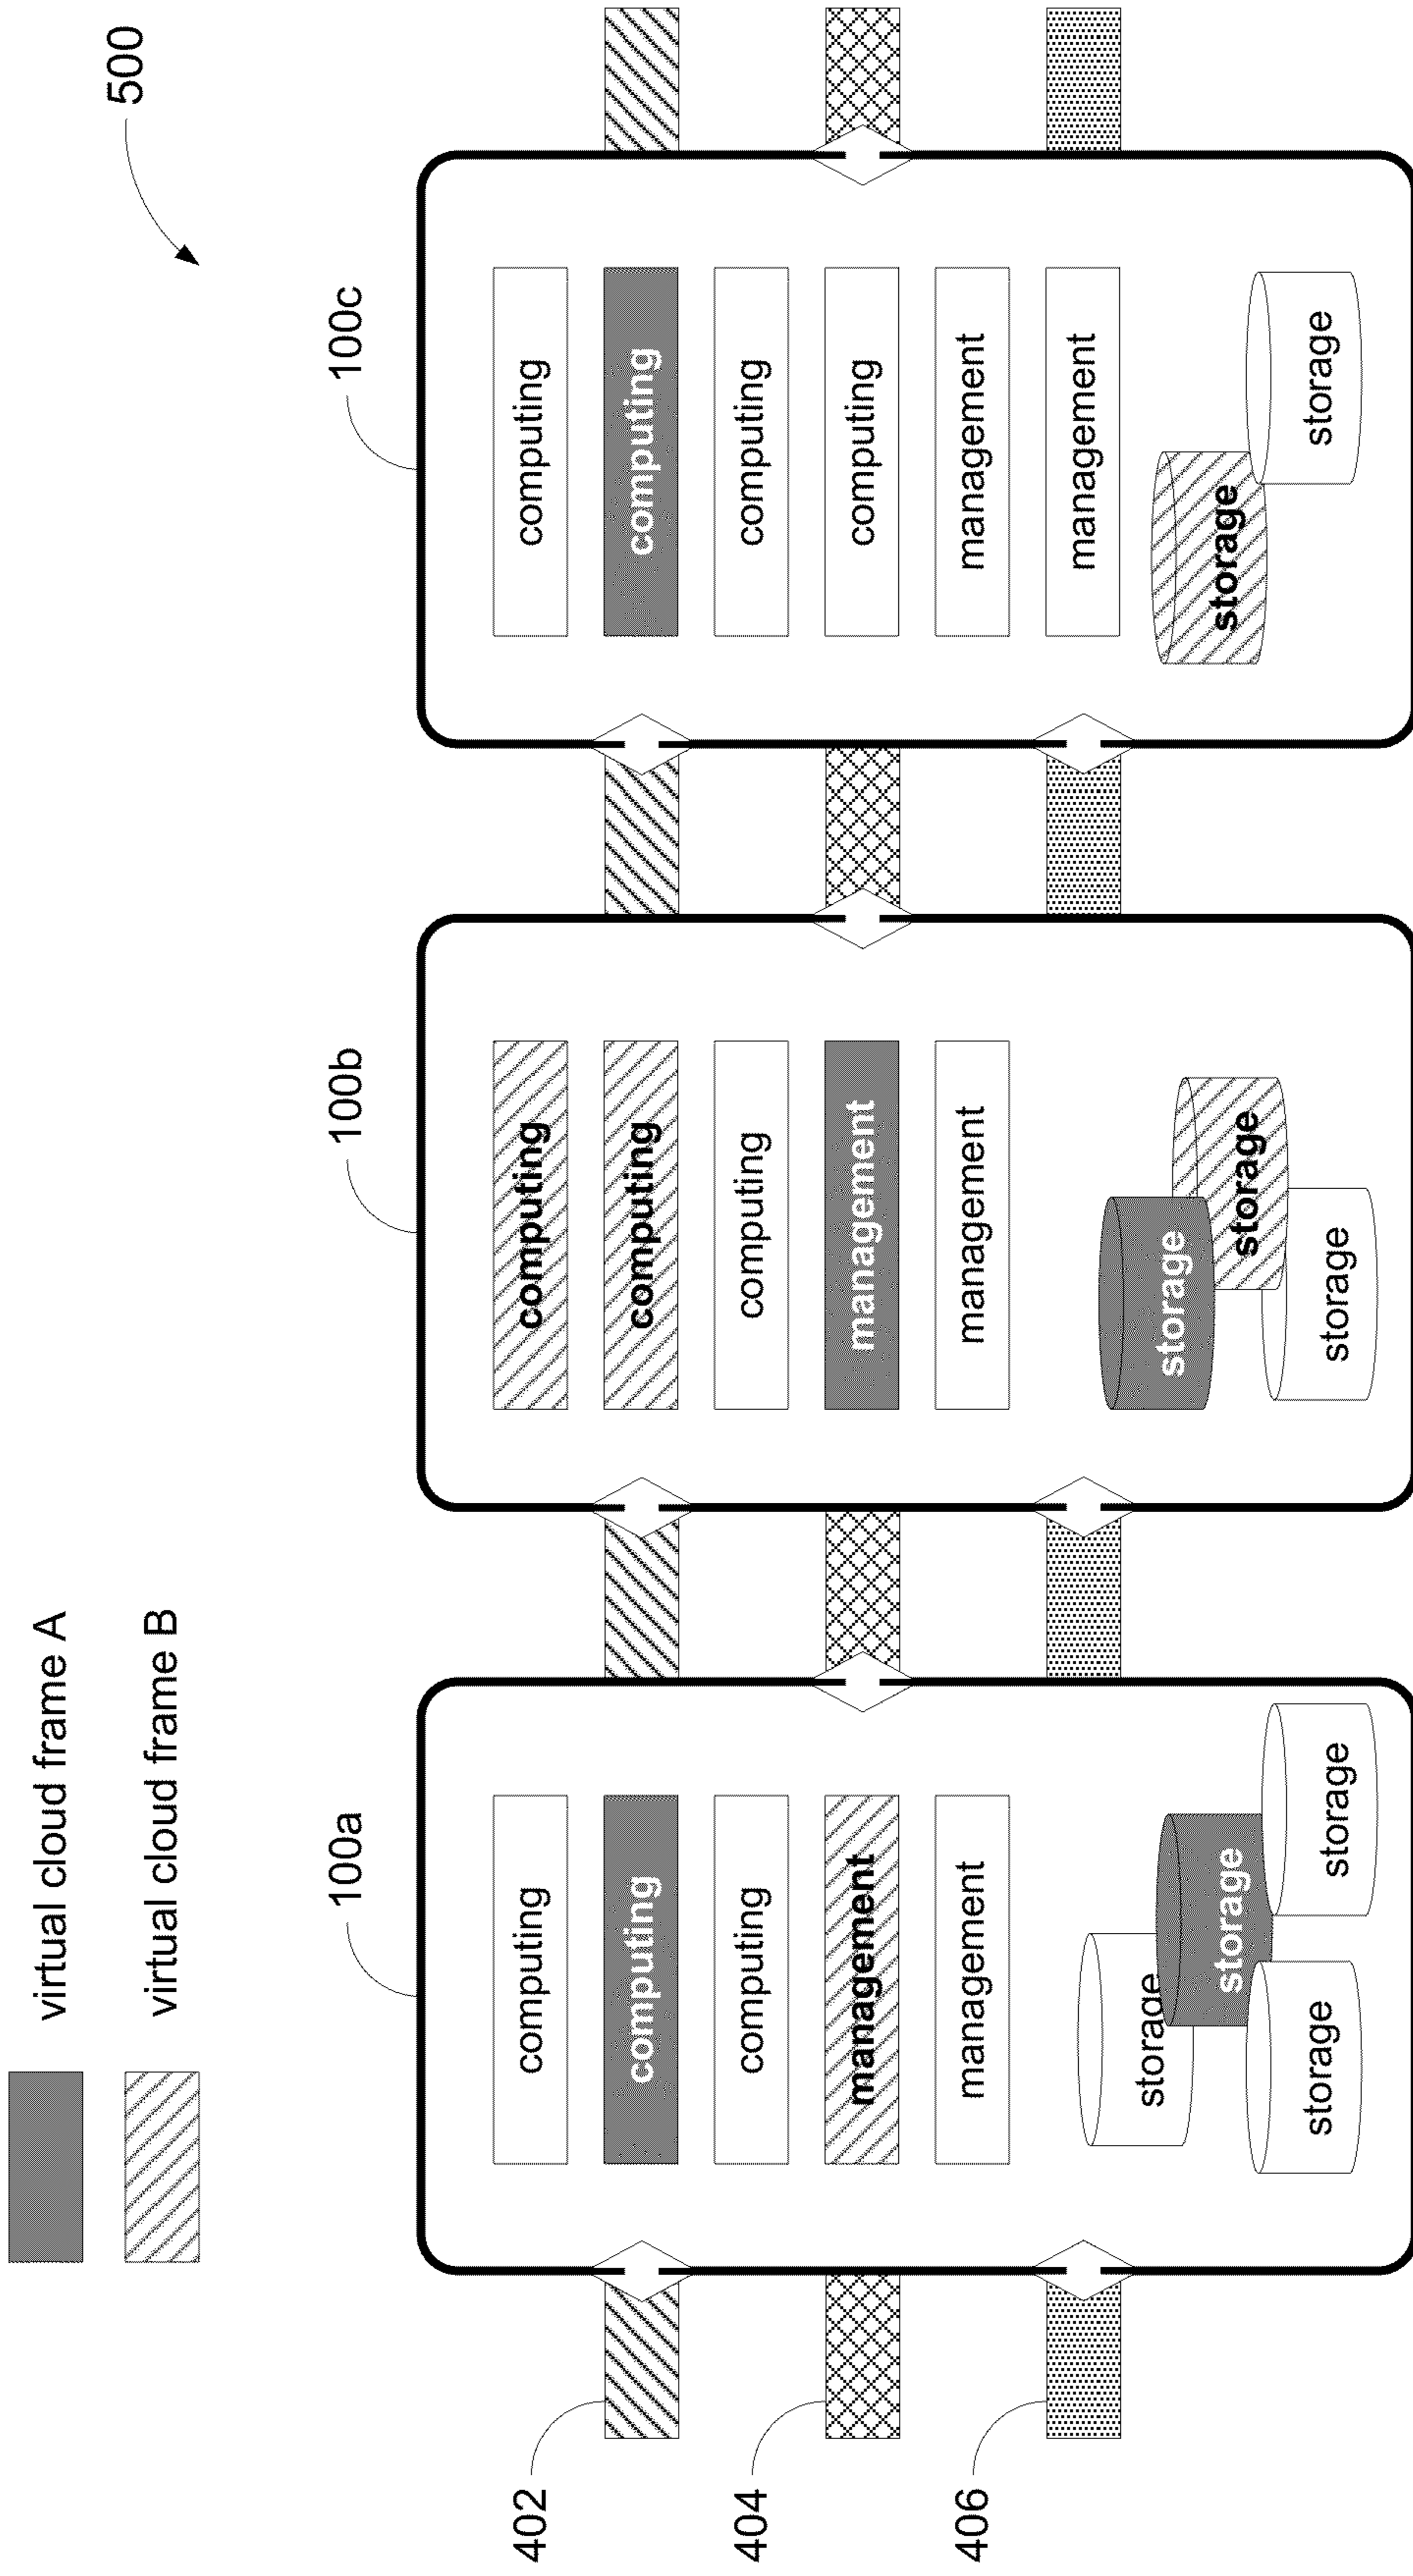 virtual cloud frame A
virtual cloud frame B
500
100a
100b
100c
402
404
406
computing
computing
computing
management
management
storage
storage
storage
storage
computing
computing
computing
management
management
storage
storage
storage
computing
computing
computing
computing
management
management
storage
storage